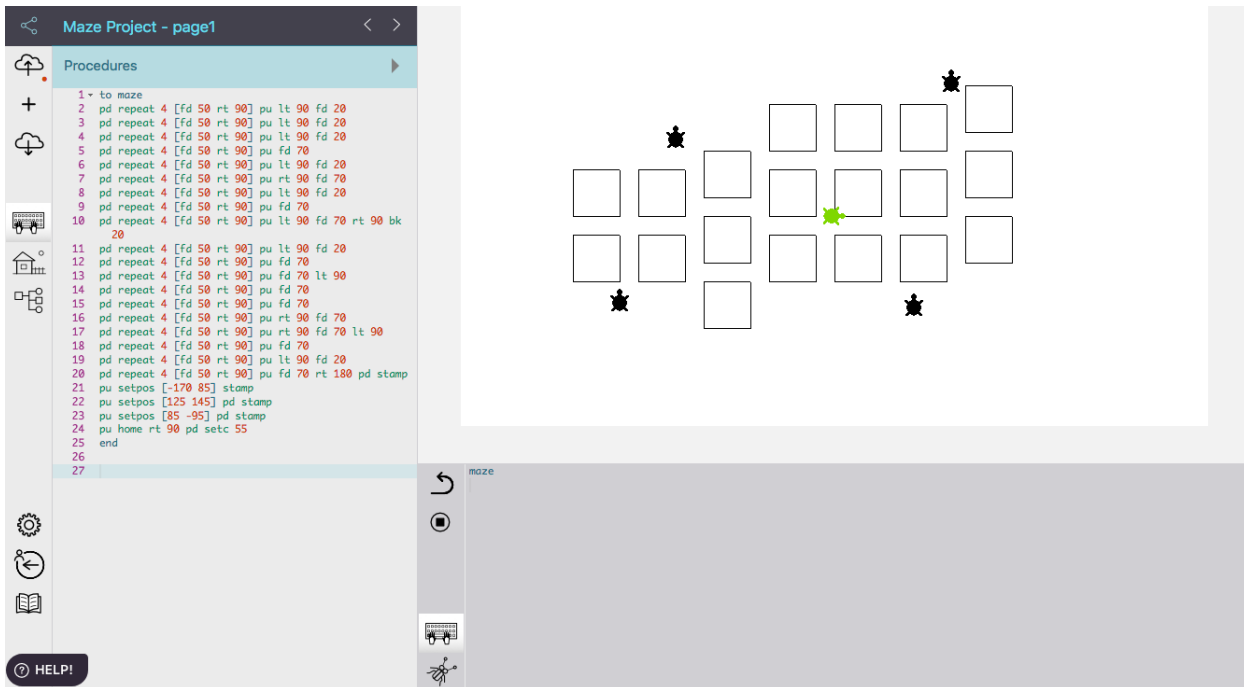 Maze Project - page1
Procedures
1 to maze
2 pd repeat 4 [fd 50 rt 90] pu lt 90 fd 20
3 pd repeat 4 [fd 50 rt 90] pu lt 90 fd 20
4 pd repeat 4 [fd 50 rt 90] pu lt 90 fd 20
5 pd repeat 4 [fd 50 rt 90] pu fd 70
6 pd repeat 4 [fd 50 rt 90] pu lt 90 fd 20
7 pd repeat 4 [fd 50 rt 90] pu rt 90 fd 70
8 pd repeat 4 [fd 50 rt 90] pu lt 90 fd 20
9 pd repeat 4 [fd 50 rt 90] pu fd 70
10 pd repeat 4 [fd 50 rt 90] pu lt 90 fd 70 rt 90 bk
20
11 pd repeat 4 [fd 50 rt 90] pu lt 90 fd 20
12 pd repeat 4 [fd 50 rt 90] pu fd 70
13 pd repeat 4 [fd 50 rt 90] pu fd 70 lt 90
14 pd repeat 4 [fd 50 rt 90] pu fd 70
15 pd repeat 4 [fd 50 rt 90] pu fd 70
16 pd repeat 4 [fd 50 rt 90] pu rt 90 fd 70
17 pd repeat 4 [fd 50 rt 90] pu rt 90 fd 70 lt 90
18 pd repeat 4 [fd 50 rt 90] pu fd 70
19 pd repeat 4 [fd 50 rt 90] pu lt 90 fd 20
20 pd repeat 4 [fd 50 rt 90] pu fd 70 rt 180 pd stamp
21 pu setpos [-170 85] stamp
22 pu setpos [125 145] pd stamp
23 pu setpos [85 -95] pd stamp
24 pu home rt 90 pd setc 55
25 end
26
27
maze
HELP!